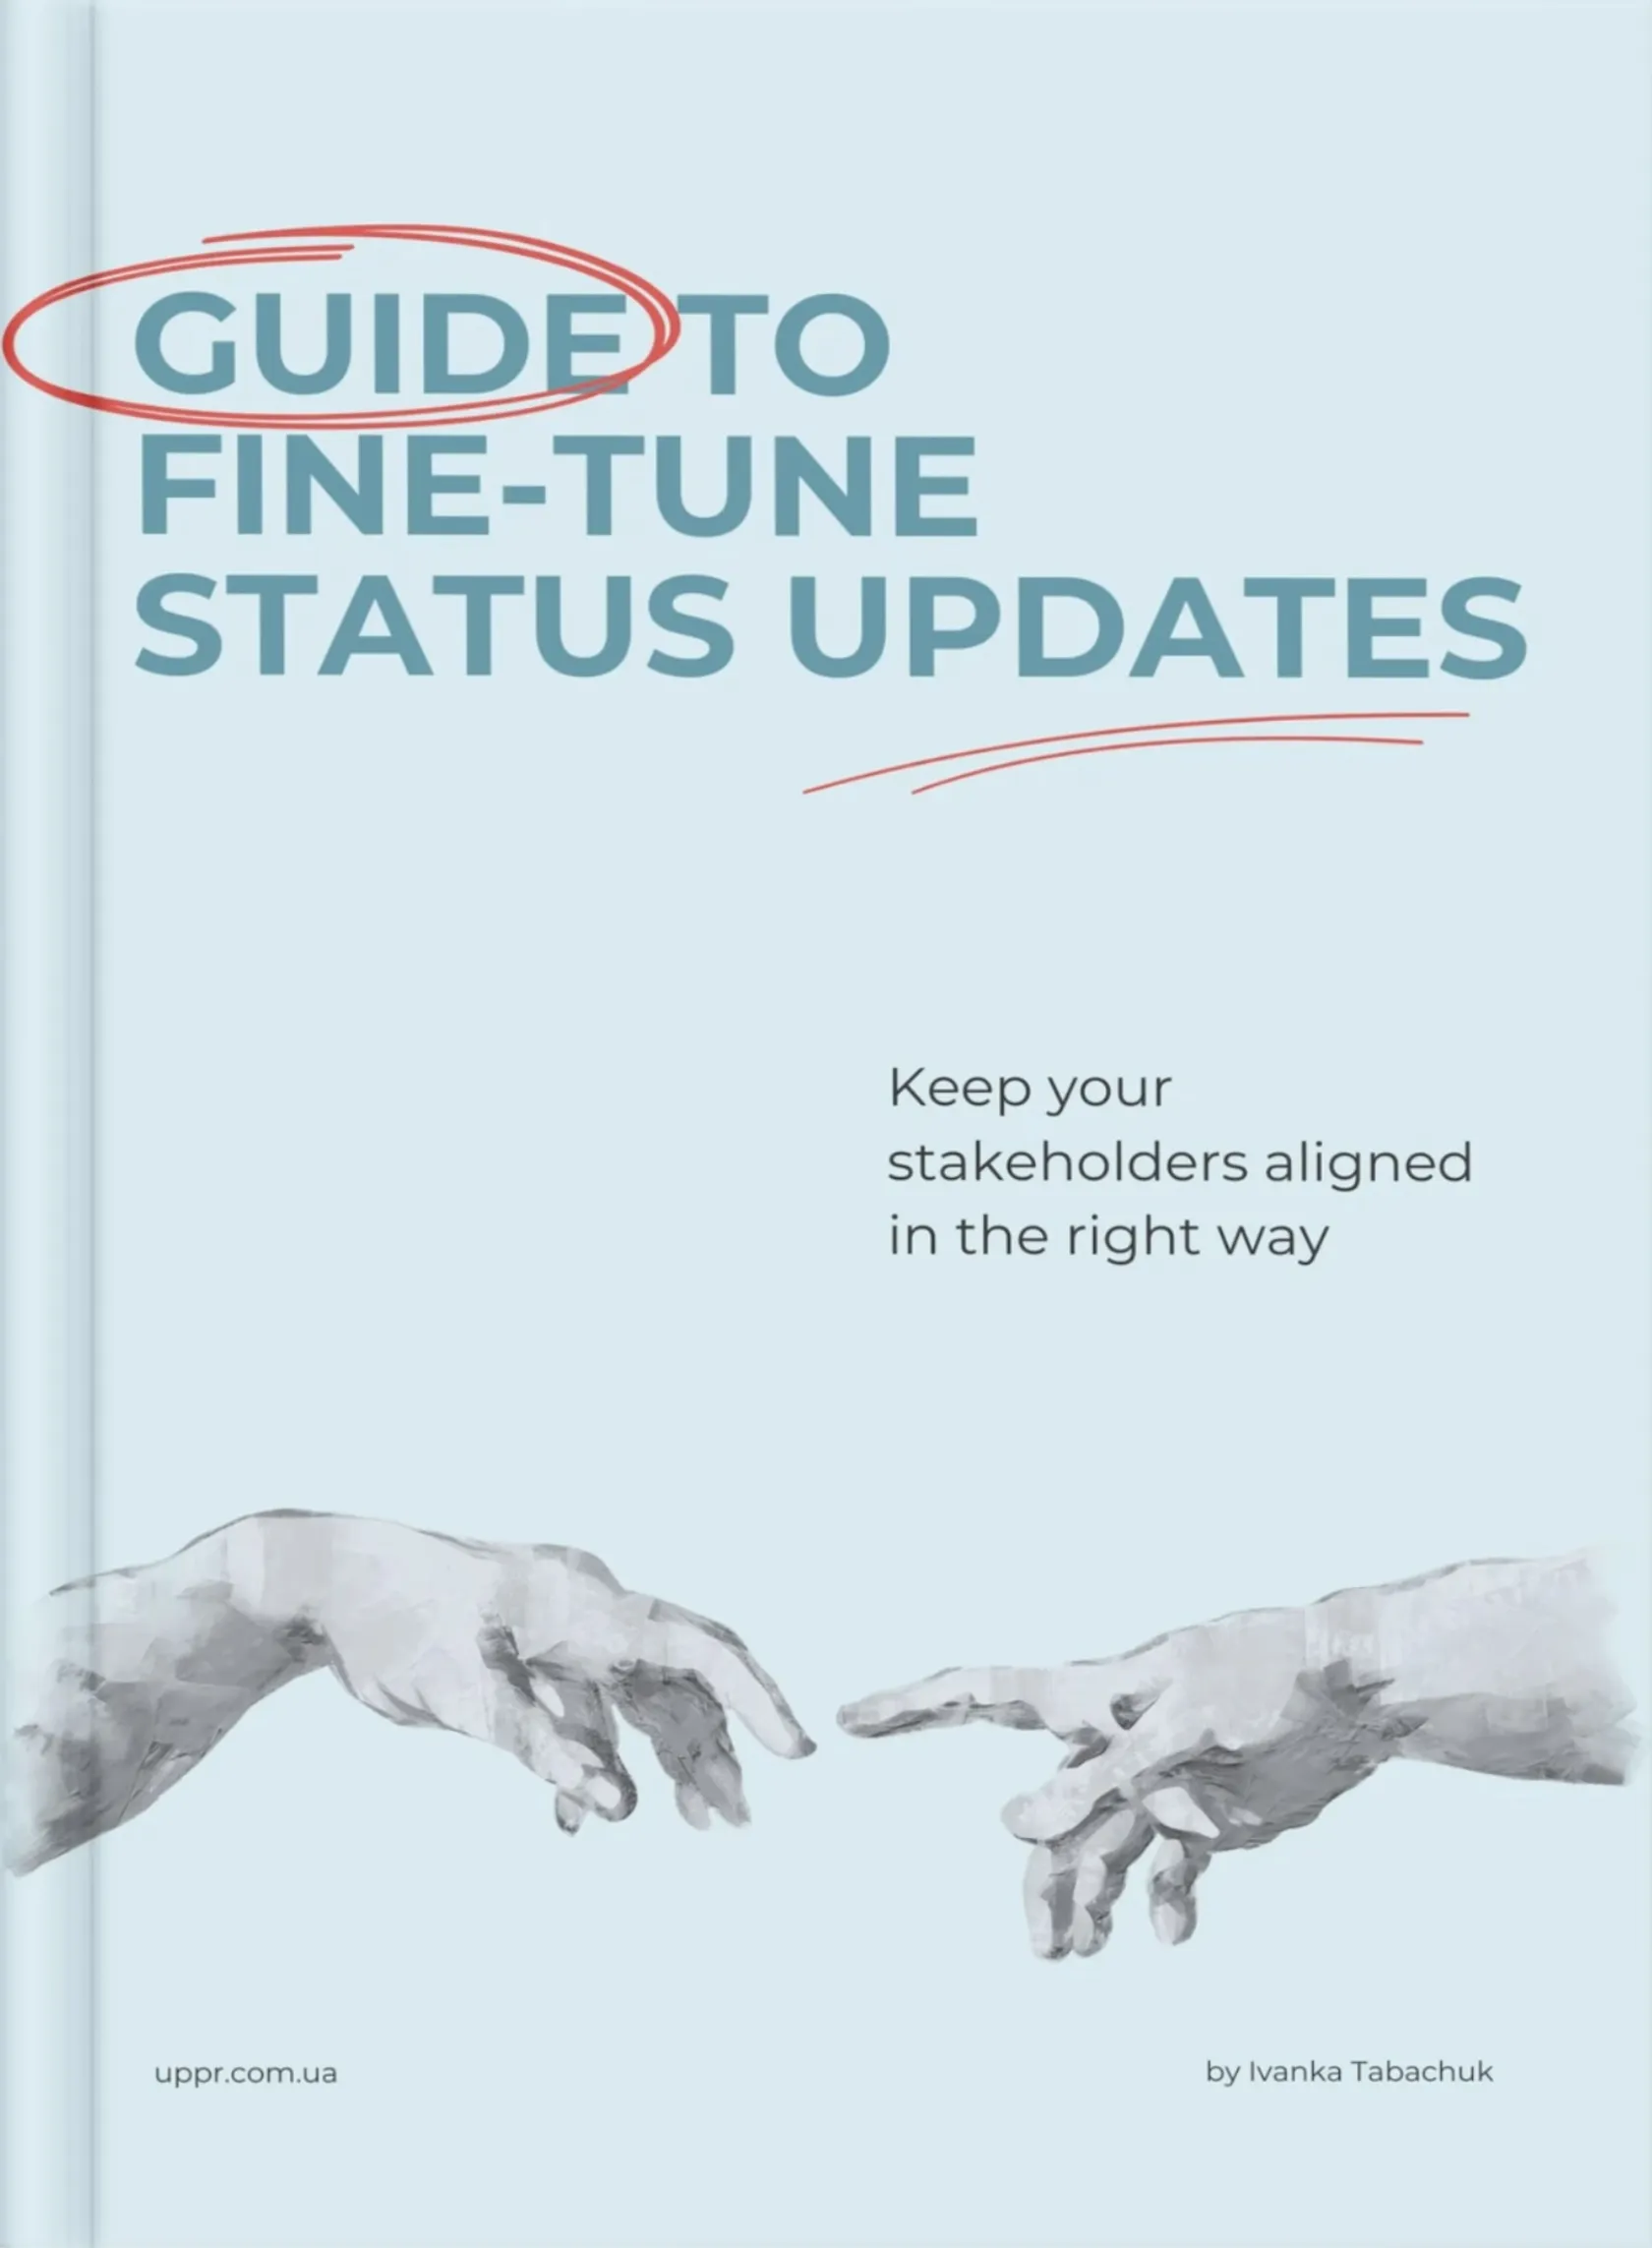 GUIDE TO
FINE-TUNE
STATUS UPDATES
Keep your
stakeholders aligned
in the right way
uppr.com.ua
by Ivanka Tabachuk